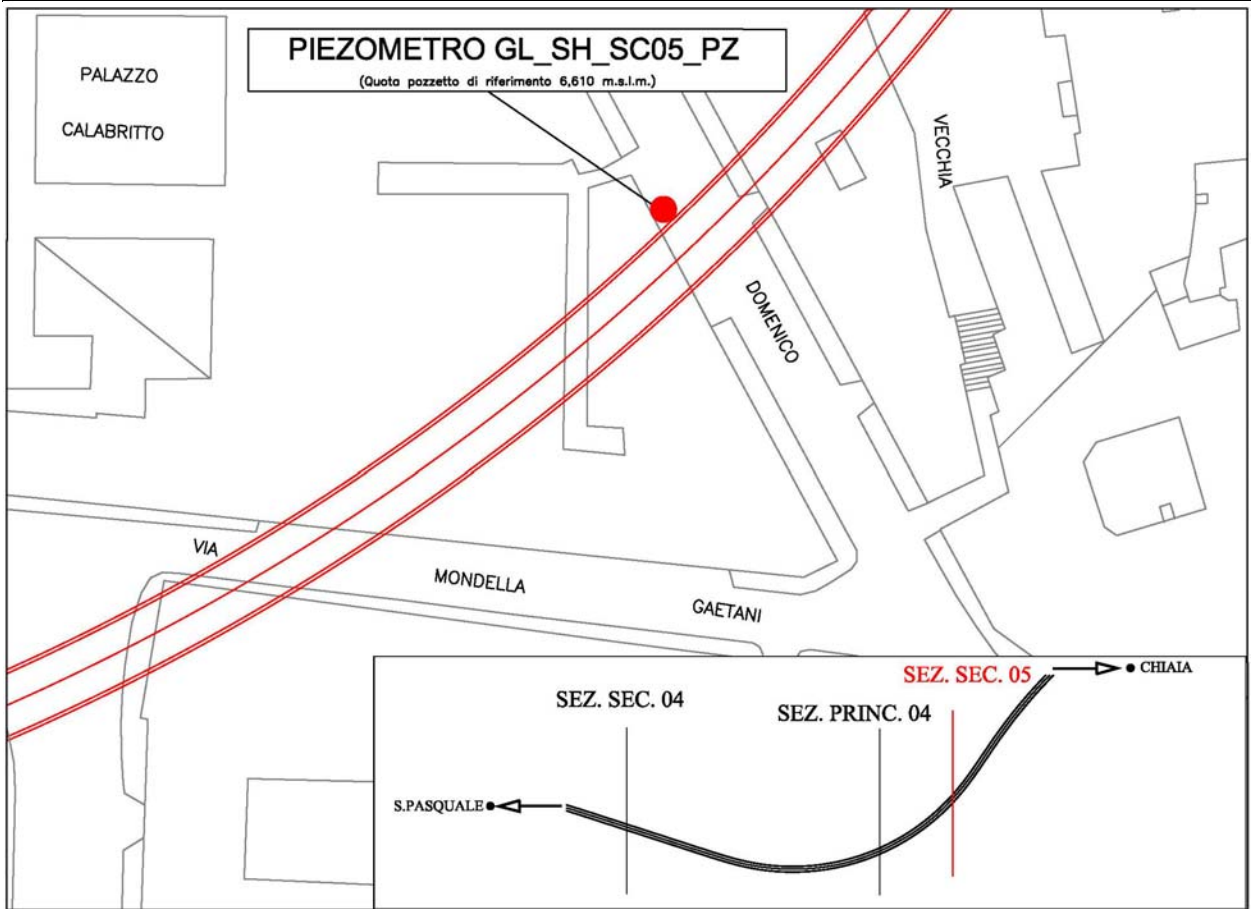 PIEZOMETRO GL_SH_SC05_PZ
(Quota pozzetto di riferimento 6,610 m.s.l.m.)
PALAZZO
CALABRITTO
VECCHIA
DOMENICO
VIA
MONDELLA
GAETANI
SEZ. SEC. 05
CHIAIA
SEZ. SEC. 04
SEZ. PRINC. 04
S.PASQUALE